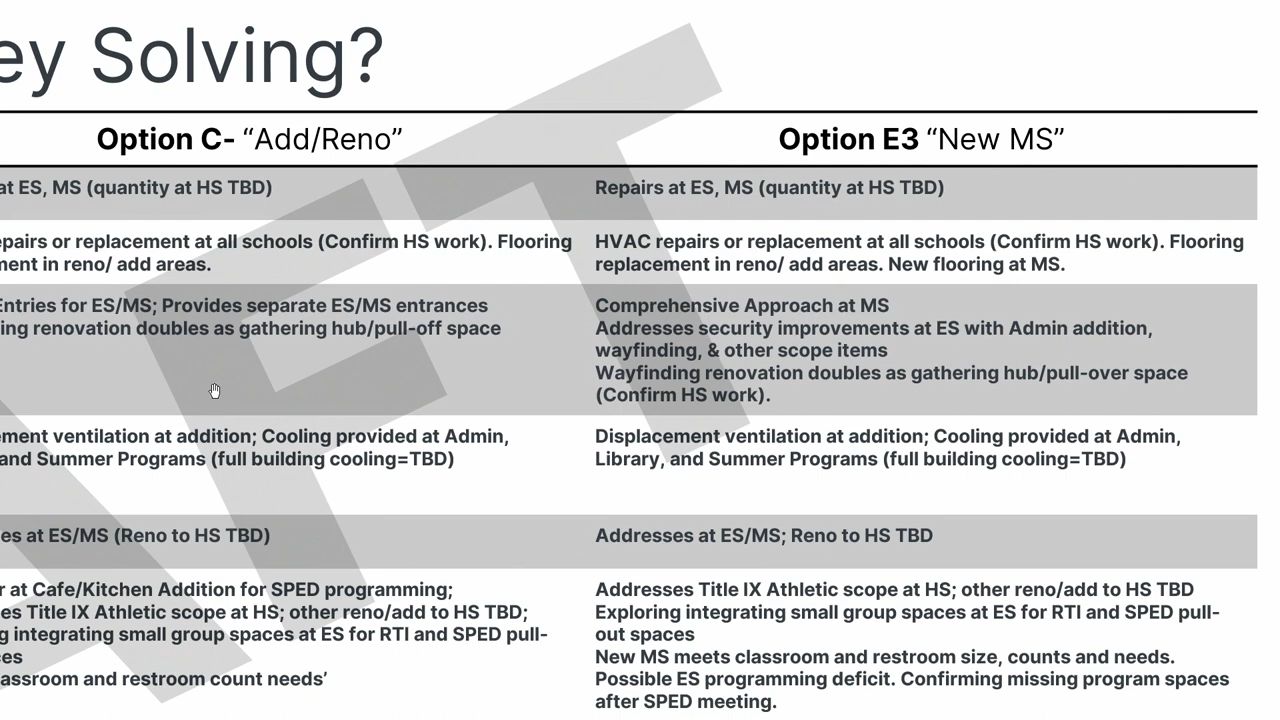 ey Solving?
Option C- “Add/Reno”
Option E3 “New MS”
at ES, MS (quantity at HS TBD)
Repairs at ES, MS (quantity at HS TBD)
epairs or replacement at all schools (Confirm HS work). Flooring
ment in reno/ add areas.
HVAC repairs or replacement at all schools (Confirm HS work). Flooring
replacement in reno/ add areas. New flooring at MS.
Entries for ES/MS; Provides separate ES/MS entrances
ing renovation doubles as gathering hub/pull-off space
Comprehensive Approach at MS
Addresses security improvements at ES with Admin addition,
wayfinding, & other scope items
Wayfinding renovation doubles as gathering hub/pull-over space
(Confirm HS work).
ement ventilation at addition; Cooling provided at Admin,
and Summer Programs (full building cooling=TBD)
Displacement ventilation at addition; Cooling provided at Admin,
Library, and Summer Programs (full building cooling=TBD)
es at ES/MS (Reno to HS TBD)
Addresses at ES/MS; Reno to HS TBD
r at Cafe/Kitchen Addition for SPED programming;
es Title IX Athletic scope at HS; other reno/add to HS TBD;
g integrating small group spaces at ES for RTI and SPED pull-
ces
assroom and restroom count needs’
Addresses Title IX Athletic scope at HS; other reno/add to HS TBD
Exploring integrating small group spaces at ES for RTI and SPED pull-
out spaces
New MS meets classroom and restroom size, counts and needs.
Possible ES programming deficit. Confirming missing program spaces
after SPED meeting.
AFT